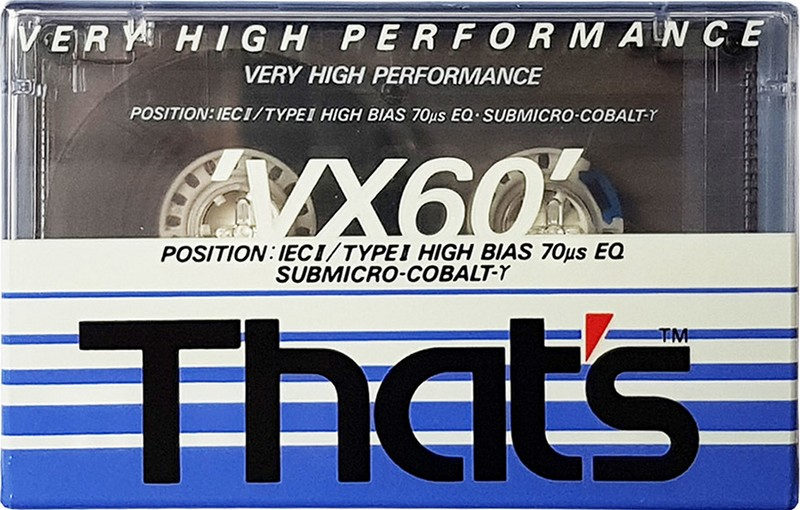 VERY HIGH PERFORMANCE
VERY HIGH PERFORMANCE
POSITION: IECII/TYPEII HIGH BIAS 70µs EQ·SUBMICRO-COBALT-γ
'VX60'
POSITION: IECII/TYPEII HIGH BIAS 70µs EQ
SUBMICRO-COBALT-γ
That's™